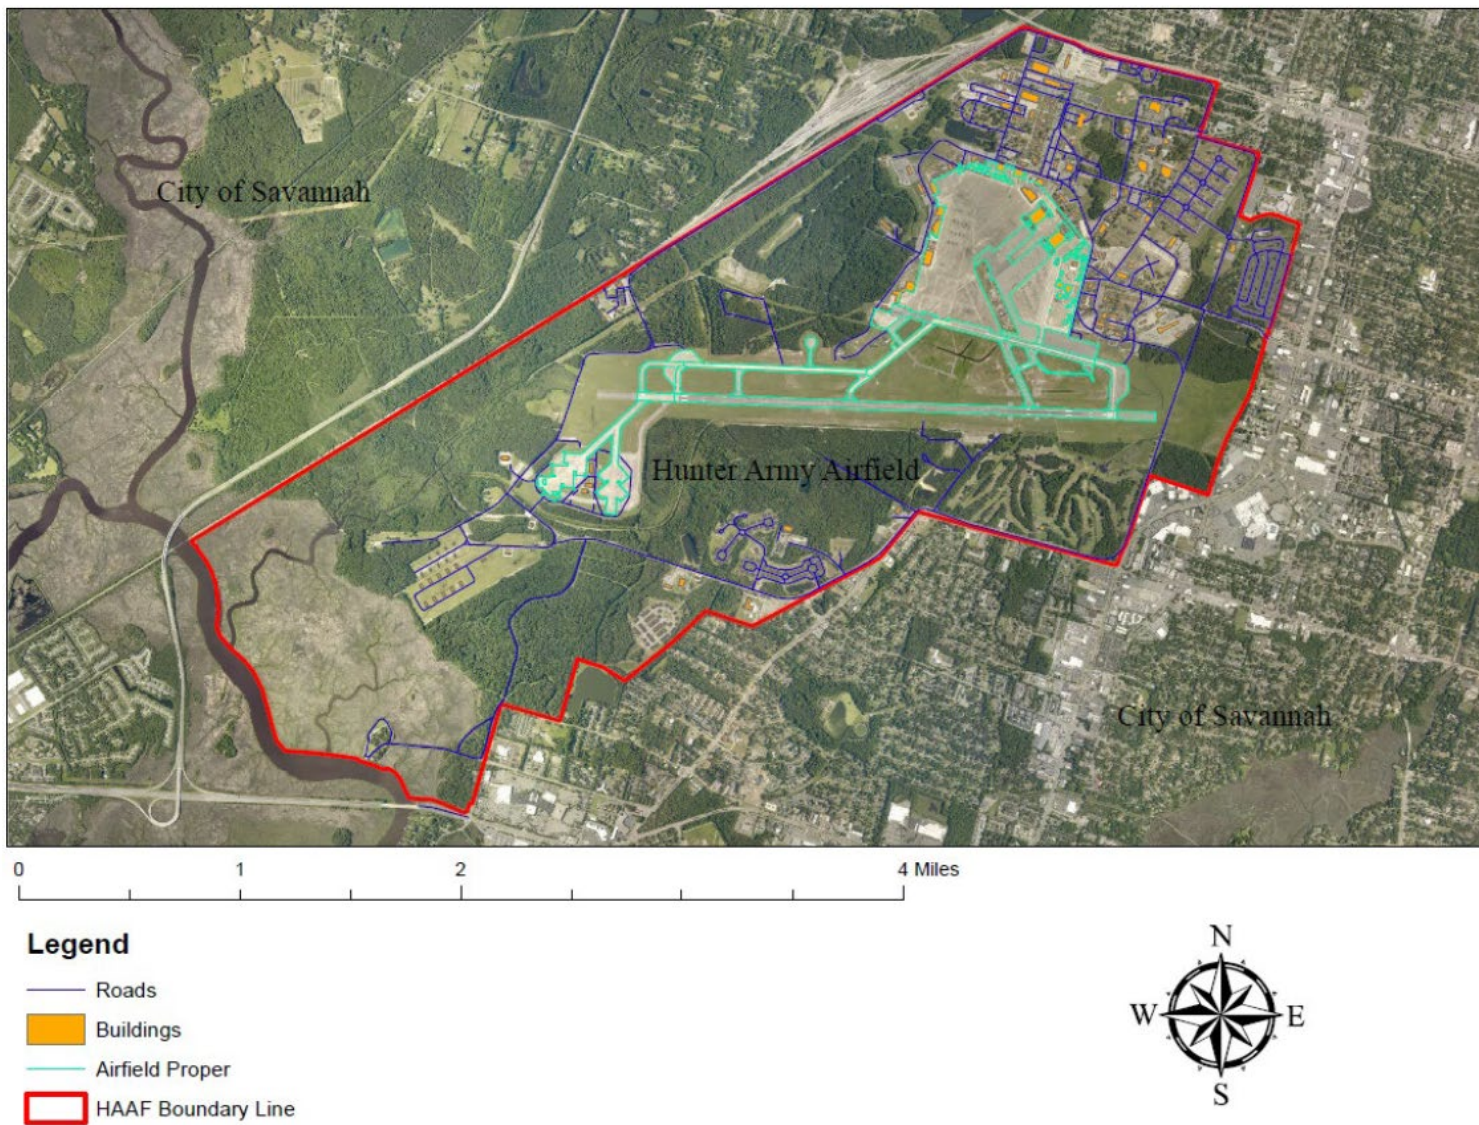 City of Savannah
Hunter Army Airfield
City of Savannah
0 1 2 4 Miles
Legend
Roads
Buildings
Airfield Proper
HAAF Boundary Line
N
W E
S